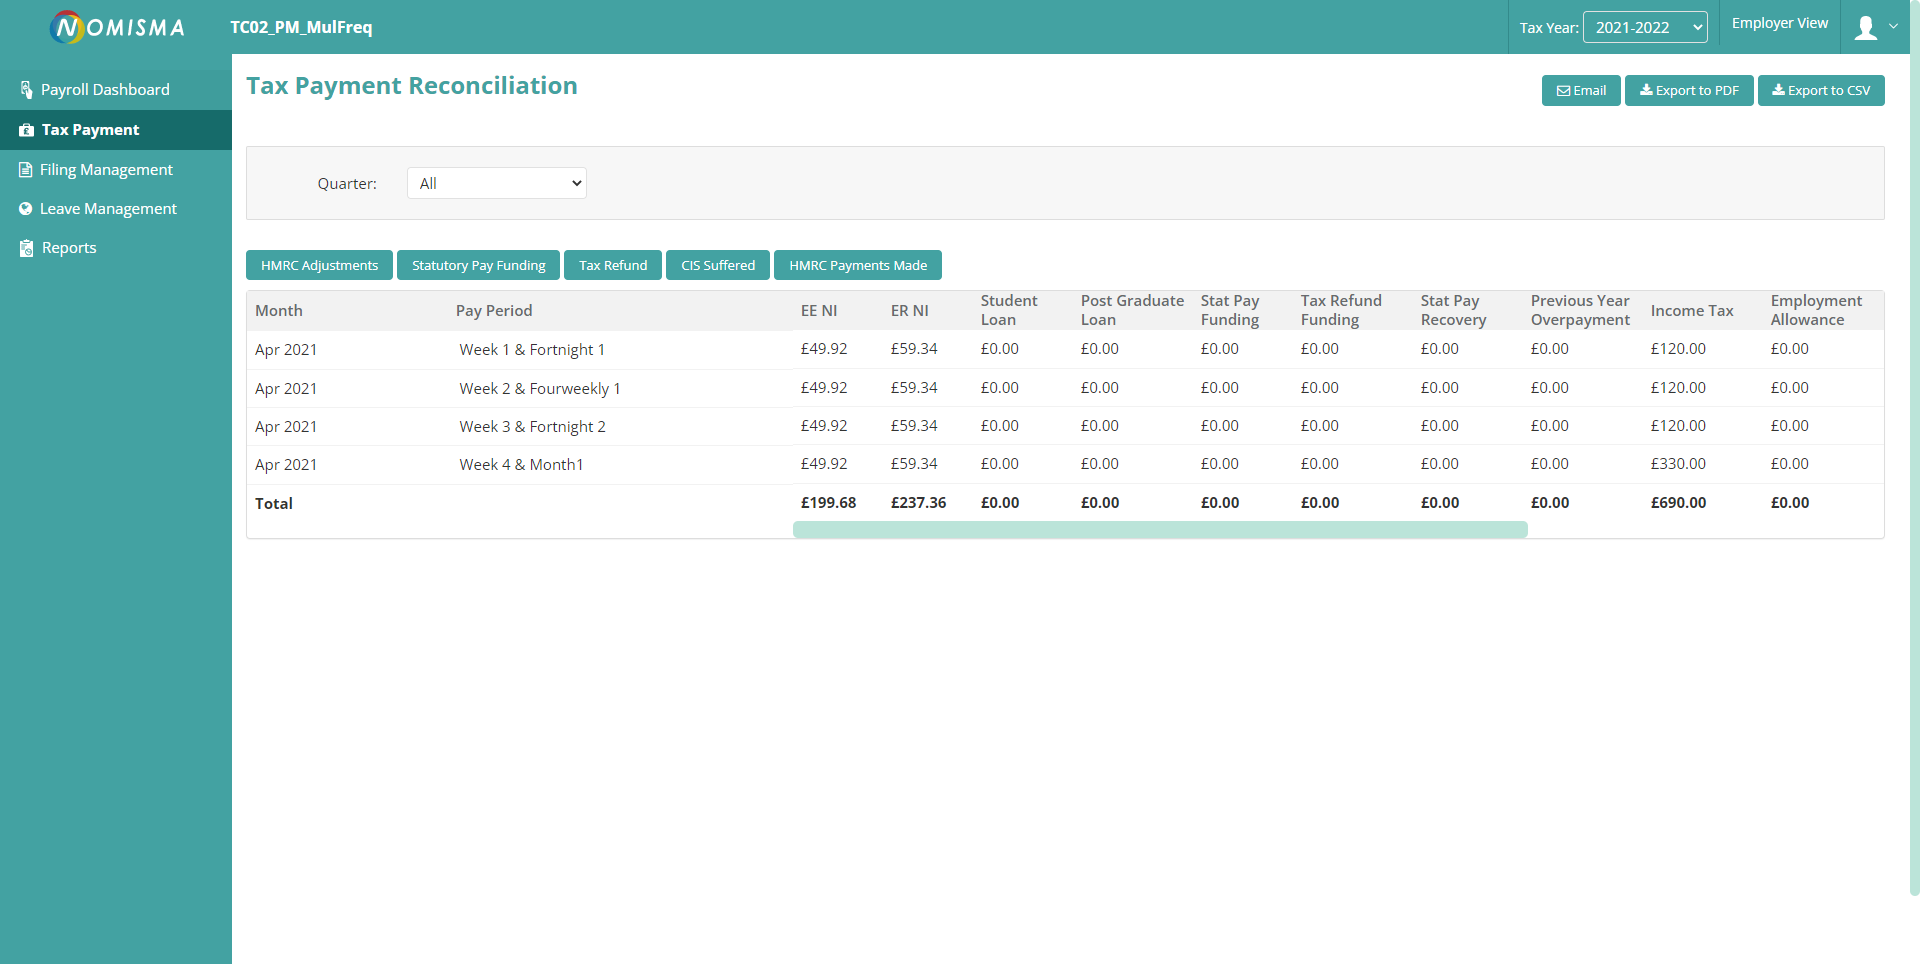 NOMISMA
TC02_PM_MulFreq
Tax Year: 2021-2022
Employer View
Payroll Dashboard
Tax Payment
Filing Management
Leave Management
Reports
Tax Payment Reconciliation
Email Export to PDF Export to CSV
Quarter: All
HMRC Adjustments Statutory Pay Funding Tax Refund CIS Suffered HMRC Payments Made
Month Pay Period EE NI ER NI Student Loan Post Graduate Loan Stat Pay Funding Tax Refund Funding Stat Pay Recovery Previous Year Overpayment Income Tax Employment Allowance
Apr 2021 Week 1 & Fortnight 1 £49.92 £59.34 £0.00 £0.00 £0.00 £0.00 £0.00 £0.00 £120.00 £0.00
Apr 2021 Week 2 & Fourweekly 1 £49.92 £59.34 £0.00 £0.00 £0.00 £0.00 £0.00 £0.00 £120.00 £0.00
Apr 2021 Week 3 & Fortnight 2 £49.92 £59.34 £0.00 £0.00 £0.00 £0.00 £0.00 £0.00 £120.00 £0.00
Apr 2021 Week 4 & Month1 £49.92 £59.34 £0.00 £0.00 £0.00 £0.00 £0.00 £0.00 £330.00 £0.00
Total £199.68 £237.36 £0.00 £0.00 £0.00 £0.00 £0.00 £0.00 £690.00 £0.00